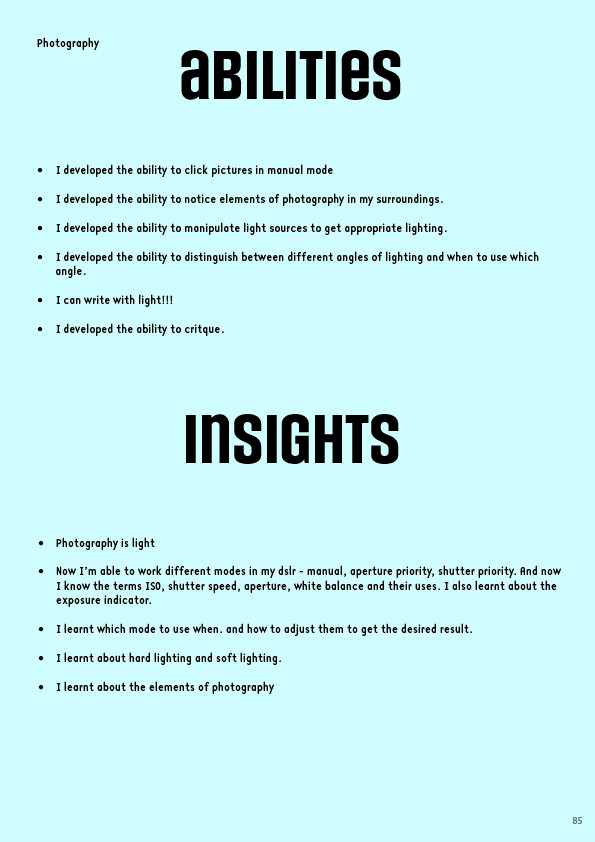 Photography
aBILITIes
• I developed the ability to click pictures in manual mode
• I developed the ability to notice elements of photography in my surroundings.
• I developed the ability to manipulate light sources to get appropriate lighting.
• I developed the ability to distinguish between different angles of lighting and when to use which
angle.
• I can write with light!!!
• I developed the ability to critque.
InSIGHTS
• Photography is light
• Now I'm able to work different modes in my dslr - manual, aperture priority, shutter priority. And now
I know the terms ISO, shutter speed, aperture, white balance and their uses. I also learnt about the
exposure indicator.
• I learnt which mode to use when. and how to adjust them to get the desired result.
• I learnt about hard lighting and soft lighting.
• I learnt about the elements of photography
85